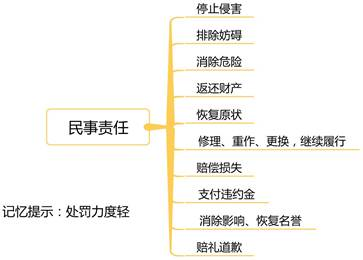 停止侵害
排除妨碍
消除危险
返还财产
恢复原状
民事责任
修理、重作、更换，继续履行
赔偿损失
支付违约金
记忆提示：处罚力度轻
消除影响、恢复名誉
赔礼道歉